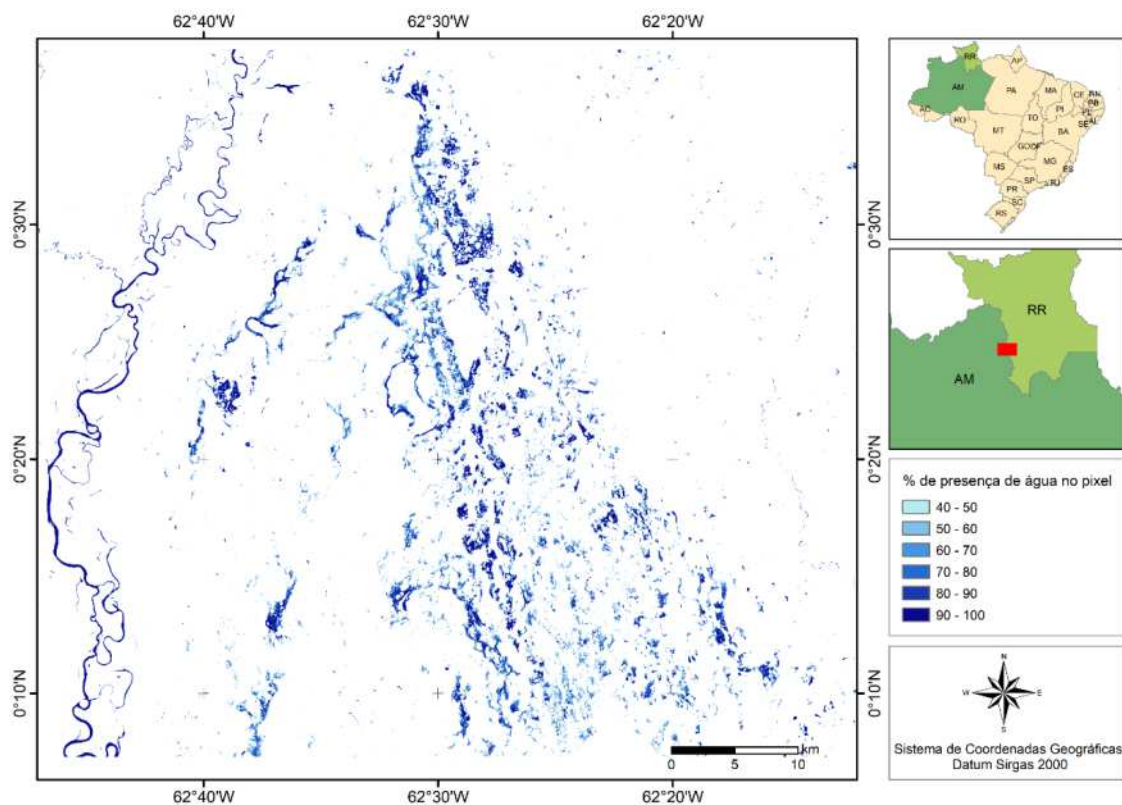 62°40'W 62°30'W 62°20'W
0°30'N
0°20'N
0°10'N
0°30'N
0°20'N
0°10'N
km
0 5 10
62°40'W 62°30'W 62°20'W
RR
AP
AM
PA
MA
CE
RN
PB
PI
PE
AC
AL
SE
TO
RO
BA
MT
GO
DF
MG
ES
MS
SP
RJ
PR
SC
RS
RR
AM
% de presença de água no pixel
40 - 50
50 - 60
60 - 70
70 - 80
80 - 90
90 - 100
N
W E
S
Sistema de Coordenadas Geográficas
Datum Sirgas 2000